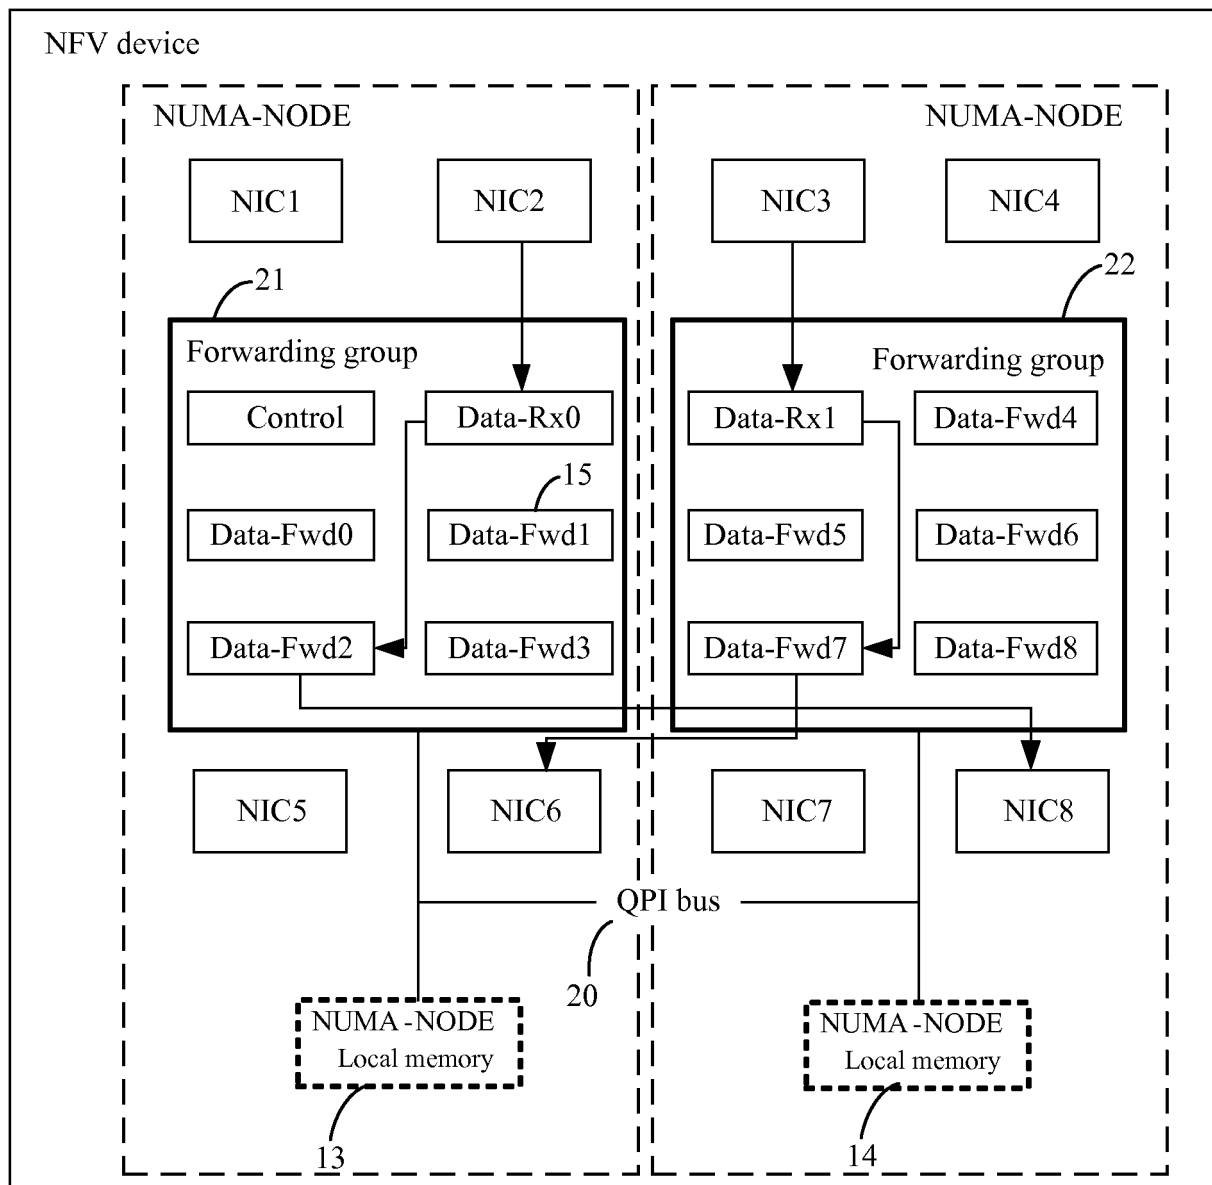 NFV device
NUMA-NODE
NUMA-NODE
NIC1
NIC2
NIC3
NIC4
21
22
Forwarding group
Forwarding group
Control
Data-Rx0
Data-Rx1
Data-Fwd4
15
Data-Fwd0
Data-Fwd1
Data-Fwd5
Data-Fwd6
Data-Fwd2
Data-Fwd3
Data-Fwd7
Data-Fwd8
NIC5
NIC6
NIC7
NIC8
QPI bus
20
NUMA-NODE
Local memory
NUMA-NODE
Local memory
13
14